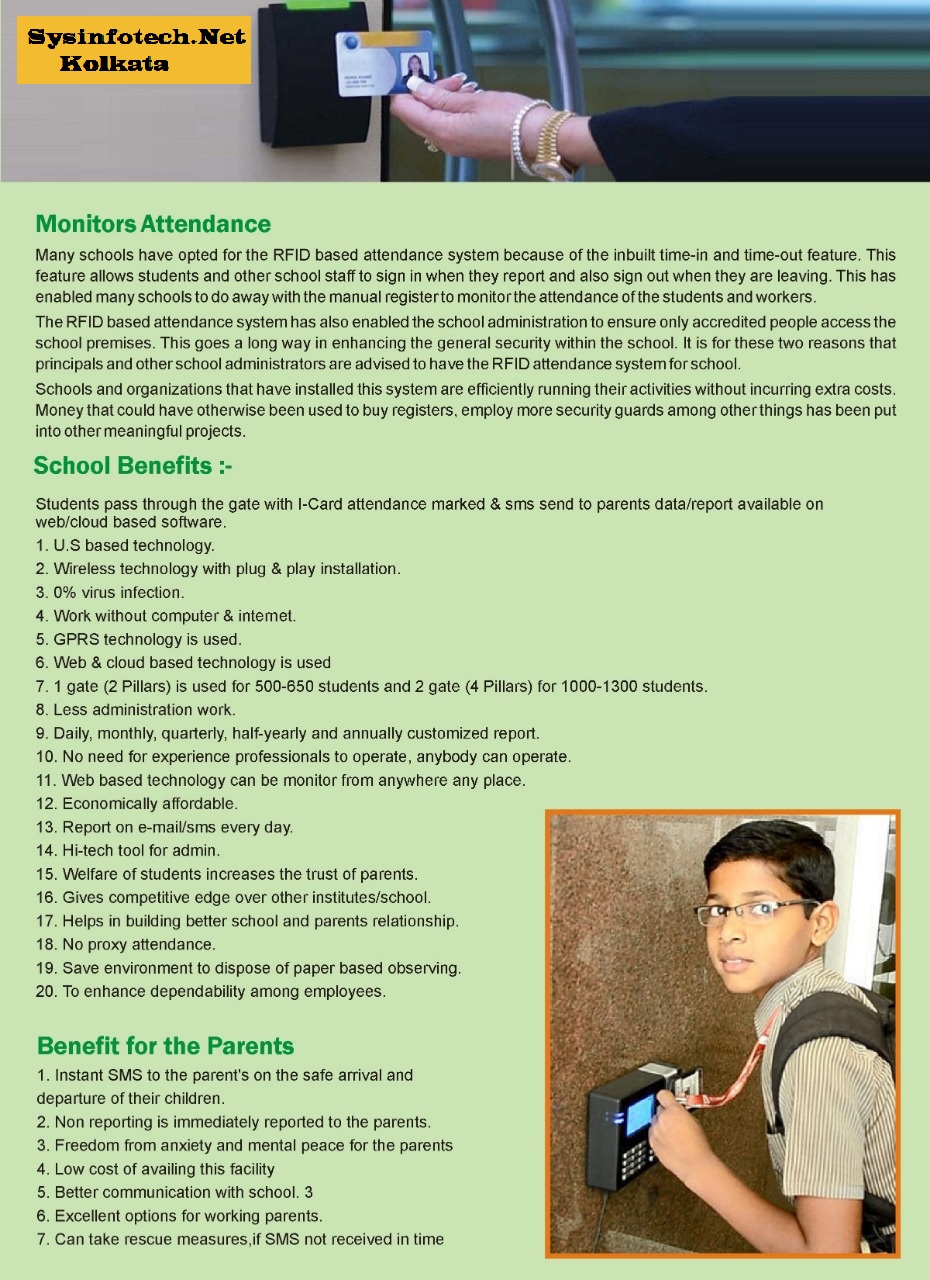 Sysinfotech.Net
Kolkata
Monitors Attendance
Many schools have opted for the RFID based attendance system because of the inbuilt time-in and time-out feature. This
feature allows students and other school staff to sign in when they report and also sign out when they are leaving. This has
enabled many schools to do away with the manual register to monitor the attendance of the students and workers.
The RFID based attendance system has also enabled the school administration to ensure only accredited people access the
school premises. This goes a long way in enhancing the general security within the school. It is for these two reasons that
principals and other school administrators are advised to have the RFID attendance system for school.
Schools and organizations that have installed this system are efficiently running their activities without incurring extra costs.
Money that could have otherwise been used to buy registers, employ more security guards among other things has been put
into other meaningful projects.
School Benefits :-
Students pass through the gate with I-Card attendance marked & sms send to parents data/report available on
web/cloud based software.
1. U.S based technology.
2. Wireless technology with plug & play installation.
3. 0% virus infection.
4. Work without computer & internet.
5. GPRS technology is used.
6. Web & cloud based technology is used
7. 1 gate (2 Pillars) is used for 500-650 students and 2 gate (4 Pillars) for 1000-1300 students.
8. Less administration work.
9. Daily, monthly, quarterly, half-yearly and annually customized report.
10. No need for experience professionals to operate, anybody can operate.
11. Web based technology can be monitor from anywhere any place.
12. Economically affordable.
13. Report on e-mail/sms every day.
14. Hi-tech tool for admin.
15. Welfare of students increases the trust of parents.
16. Gives competitive edge over other institutes/school.
17. Helps in building better school and parents relationship.
18. No proxy attendance.
19. Save environment to dispose of paper based observing.
20. To enhance dependability among employees.
Benefit for the Parents
1. Instant SMS to the parent's on the safe arrival and
departure of their children.
2. Non reporting is immediately reported to the parents.
3. Freedom from anxiety and mental peace for the parents
4. Low cost of availing this facility
5. Better communication with school. 3
6. Excellent options for working parents.
7. Can take rescue measures,if SMS not received in time